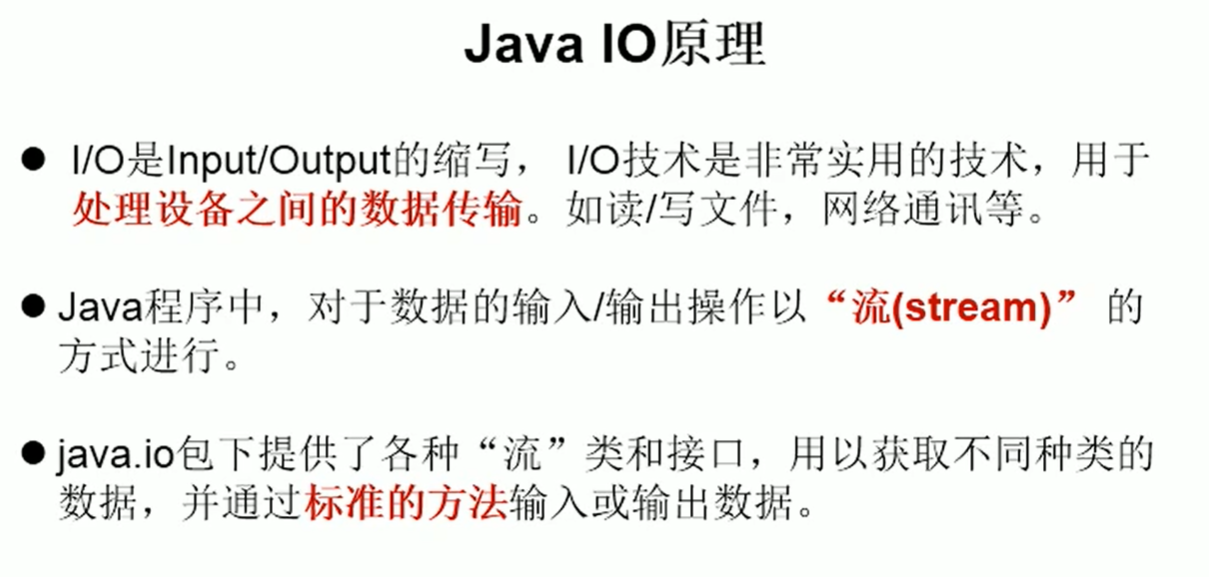 Java IO原理
● I/O是Input/Output的缩写， I/O技术是非常实用的技术，用于
处理设备之间的数据传输。如读/写文件，网络通讯等。
● Java程序中，对于数据的输入/输出操作以“流(stream)” 的
方式进行。
● java.io包下提供了各种“流”类和接口，用以获取不同种类的
数据，并通过标准的方法输入或输出数据。